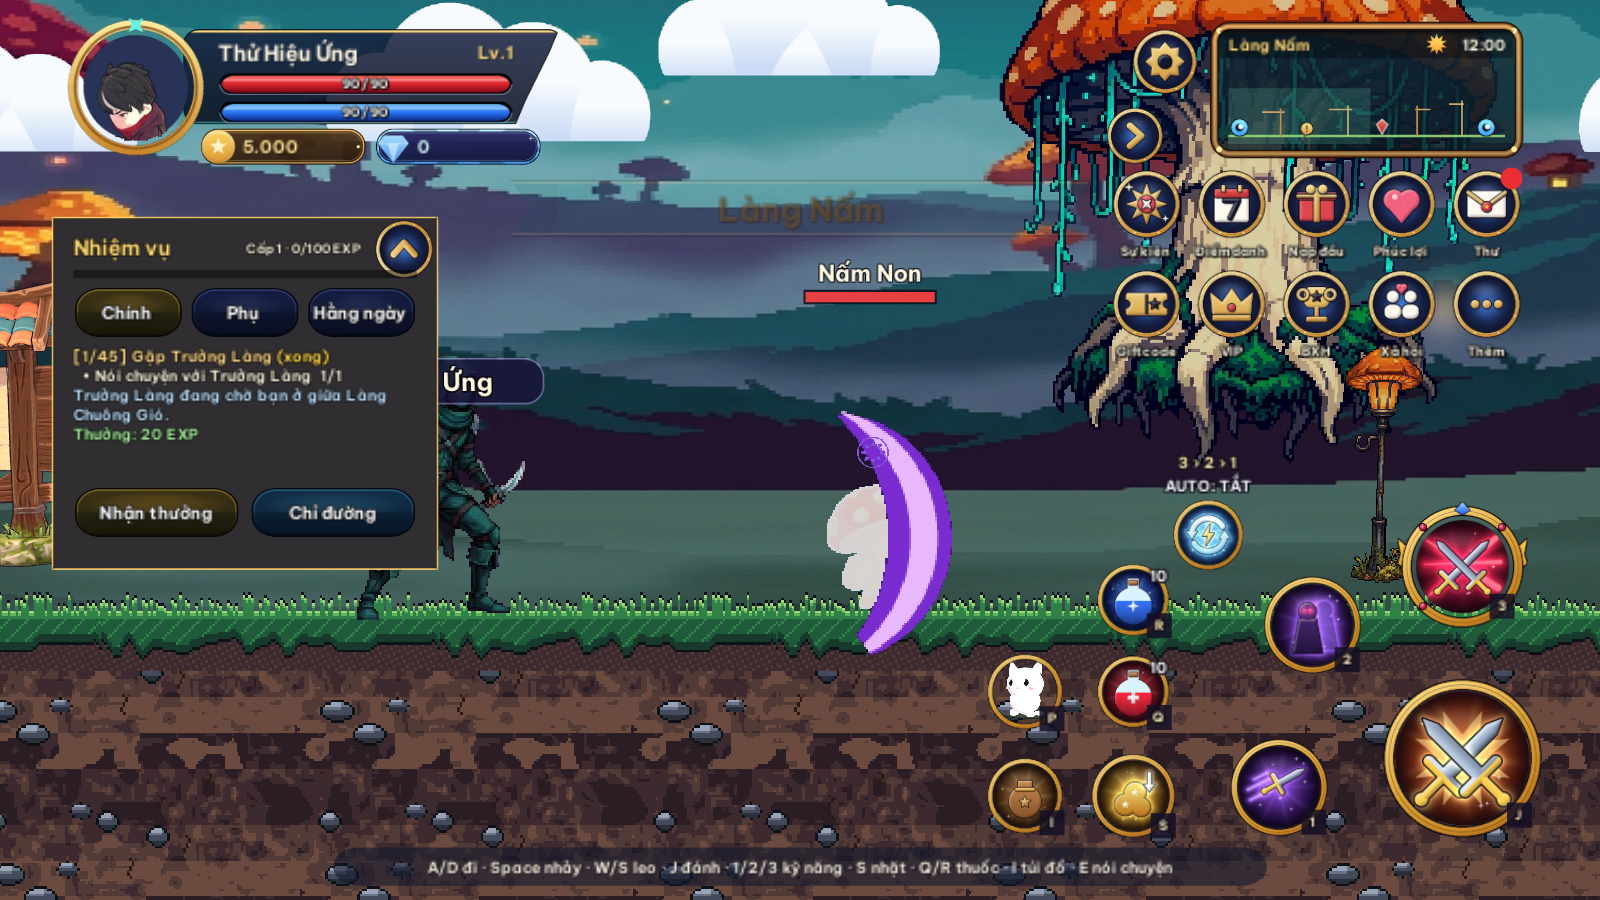 Thử Hiệu Ứng
Lv.1
90/90
90/90
5.000
0
Làng Nấm
12:00
Sự kiện
Điểm danh
Nạp đầu
Phúc lợi
Thư
Giftcode
VIP
BXH
Xã hội
Thêm
Làng Nấm
Nấm Non
Nhiệm vụ
Cấp 1 - 0/100 EXP
Chính
Phụ
Hằng ngày
[1/45] Gặp Trưởng Làng (xong)
• Nói chuyện với Trưởng Làng 1/1
Trưởng Làng đang chờ bạn ở giữa Làng
Chuông Gió.
Thưởng: 20 EXP
Nhận thưởng
Chỉ đường
Ứng
3 › 2 › 1
AUTO: TẮT
10
R
10
Q
P
I
S
1
2
3
J
7
A/D đi - Space nhảy - W/S leo - J đánh - 1/2/3 kỹ năng - S nhặt - Q/R thuốc - I túi đồ - E nói chuyện